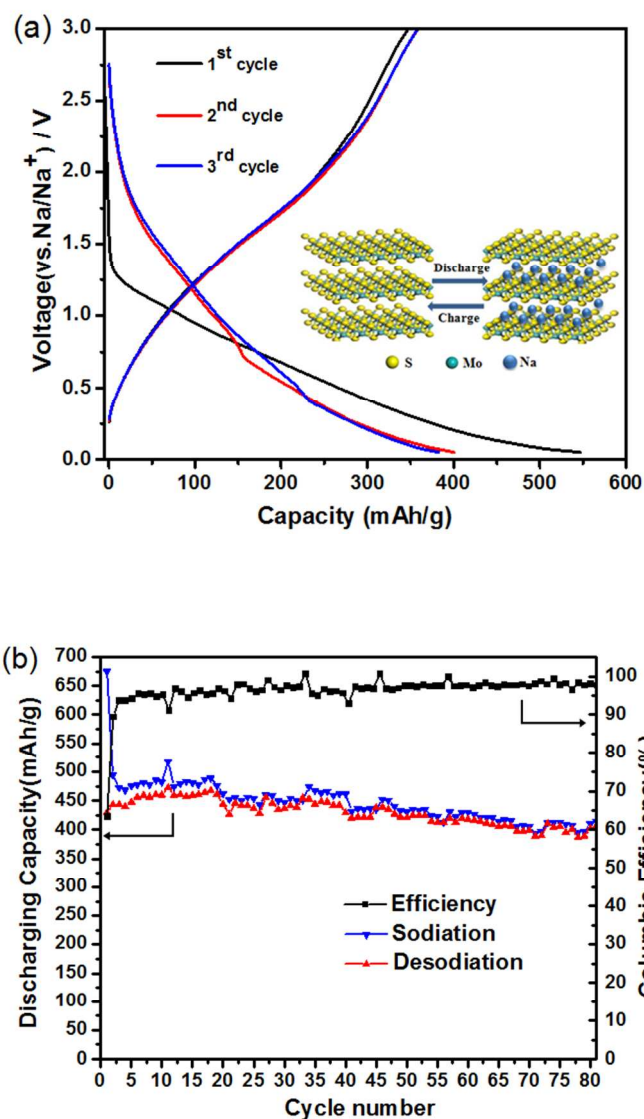 (a)
3.0
2.5
2.0
1.5
1.0
0.5
0.0
Voltage(vs.Na/Na⁺) / V
1ˢᵗ cycle
2ⁿᵈ cycle
3ʳᵈ cycle
Discharge
Charge
S Mo Na
0 100 200 300 400 500 600
Capacity (mAh/g)
(b)
700
650
600
550
500
450
400
350
300
250
200
150
100
50
0
Discharging Capacity(mAh/g)
100
90
80
70
60
50
40
30
20
10
0
Efficiency
Sodiation
Desodiation
0 5 10 15 20 25 30 35 40 45 50 55 60 65 70 75 80
Cycle number